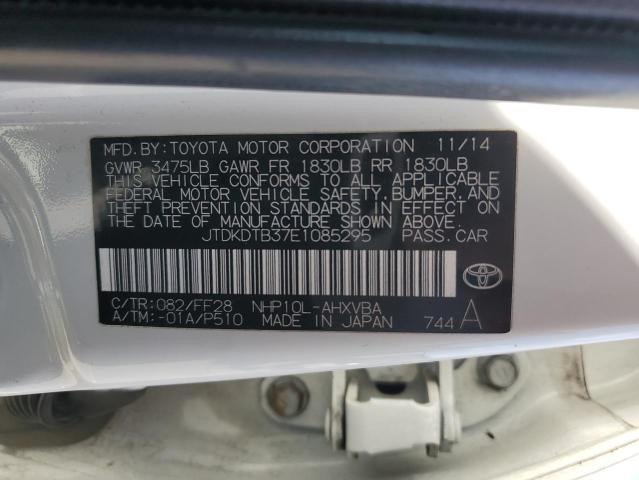 MFD.BY:TOYOTA MOTOR CORPORATION 11/14
GVWR 3475LB GAWR FR 1830LB RR 1830LB
THIS VEHICLE CONFORMS TO ALL APPLICABLE
FEDERAL MOTOR VEHICLE SAFETY, BUMPER, AND
THEFT PREVENTION STANDARDS IN EFFECT ON
THE DATE OF MANUFACTURE SHOWN ABOVE.
JTDKDTB37E1085295 PASS.CAR
C/TR:082/FF28 NHP10L-AHXVBA
A/TM:-01A/P510 MADE IN JAPAN 744 A